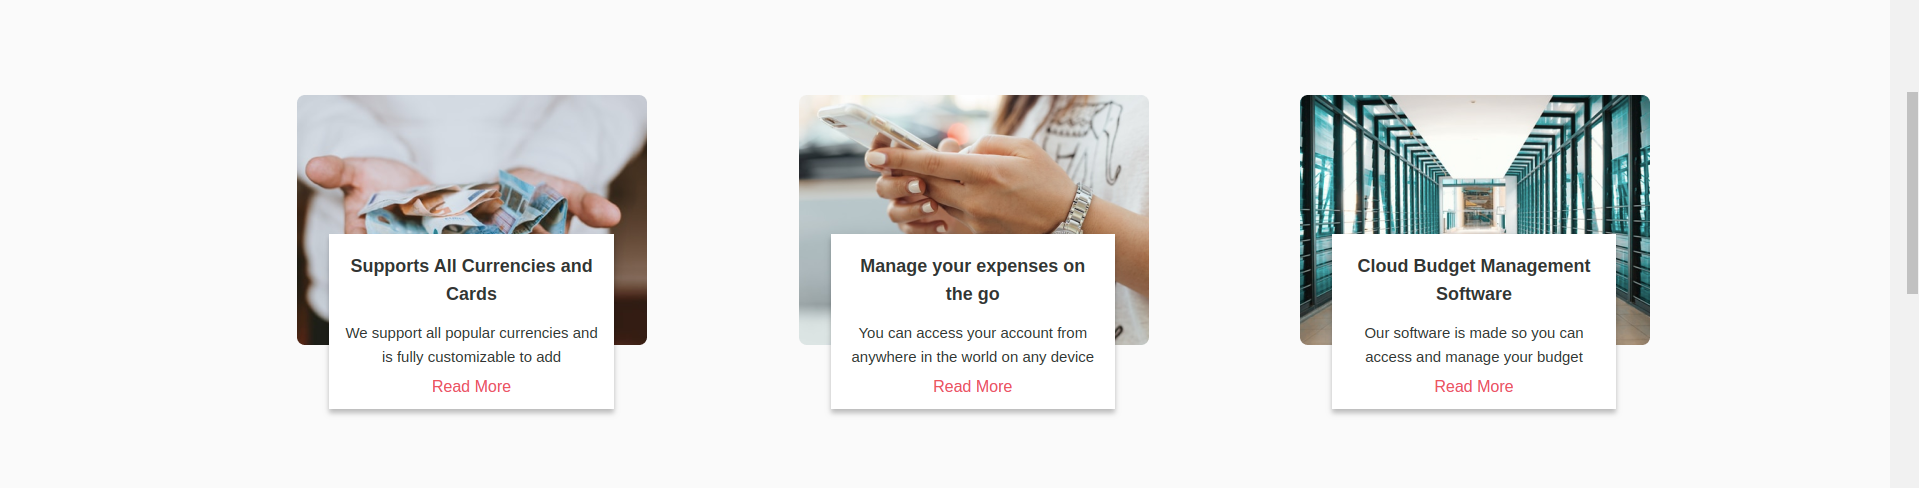 Supports All Currencies and
Cards
We support all popular currencies and
is fully customizable to add
Read More
Manage your expenses on
the go
You can access your account from
anywhere in the world on any device
Read More
Cloud Budget Management
Software
Our software is made so you can
access and manage your budget
Read More